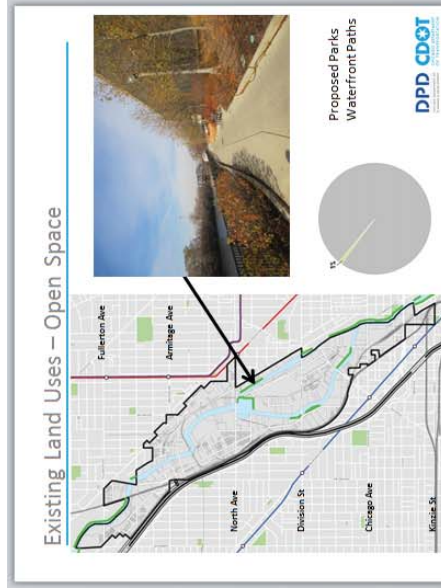 Existing Land Uses – Open Space
Fullerton Ave
Armitage Ave
North Ave
Division St
Chicago Ave
Kinzie St
Proposed Parks
Waterfront Paths
1%
DPD CDOT